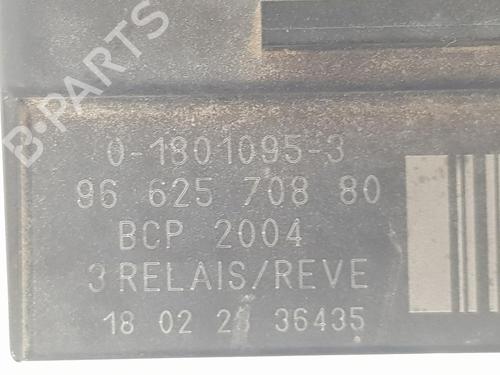 B-PARTS
0-1801095-3
96 625 708 80
BCP 2004
3 RELAIS/REVE
18 02 28 36435